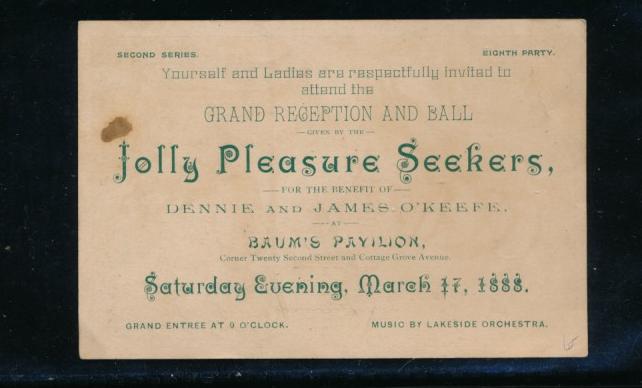 SECOND SERIES. EIGHTH PARTY.
Yourself and Ladies are respectfully invited to
attend the
GRAND RECEPTION AND BALL
—GIVEN BY THE—
Jolly Pleasure Seekers,
—FOR THE BENEFIT OF—
DENNIE AND JAMES O'KEEFE.
—AT—
BAUM'S PAVILION,
Corner Twenty Second Street and Cottage Grove Avenue.
Saturday Evening, March 17, 1888.
GRAND ENTREE AT 9 O'CLOCK. MUSIC BY LAKESIDE ORCHESTRA.